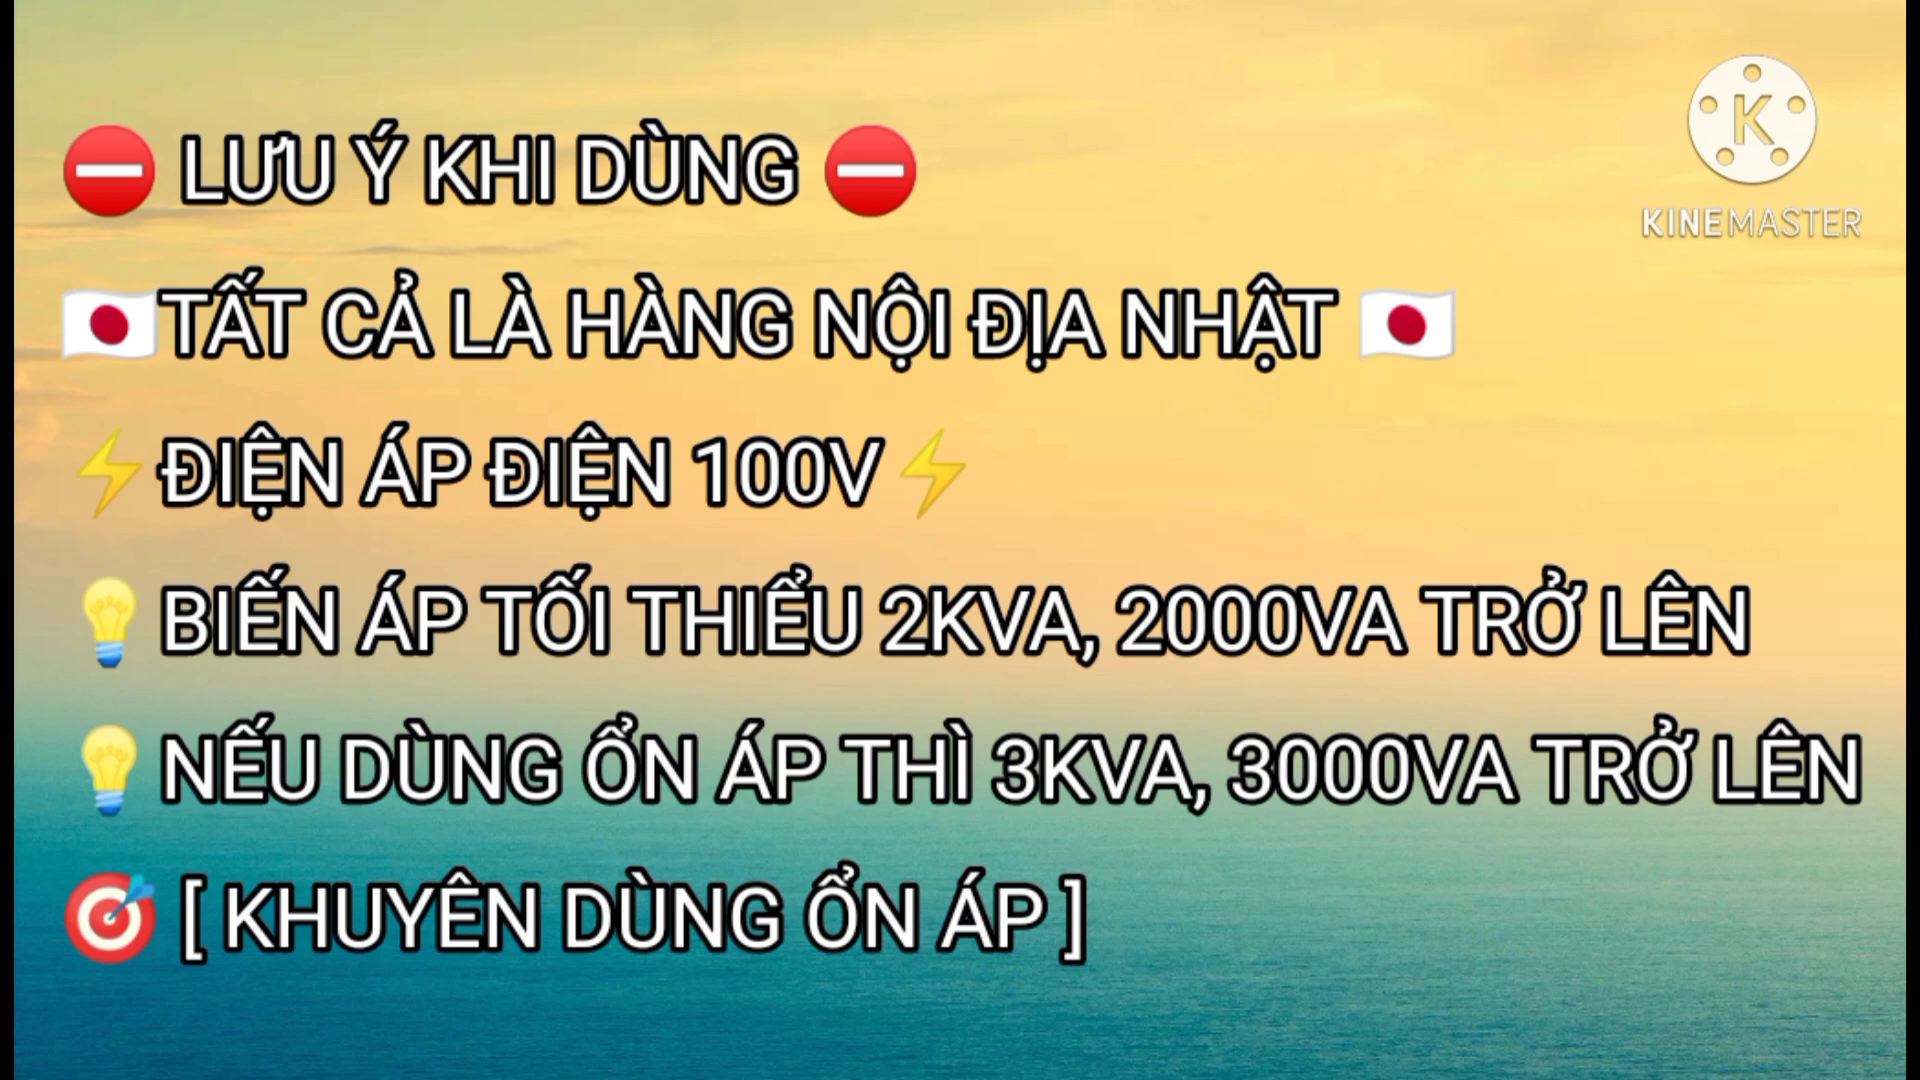 ⛔ LƯU Ý KHI DÙNG ⛔
KINEMASTER
🇯🇵TẤT CẢ LÀ HÀNG NỘI ĐỊA NHẬT 🇯🇵
⚡ĐIỆN ÁP ĐIỆN 100V⚡
💡BIẾN ÁP TỐI THIỂU 2KVA, 2000VA TRỞ LÊN
💡NẾU DÙNG ỔN ÁP THÌ 3KVA, 3000VA TRỞ LÊN
🎯 [ KHUYÊN DÙNG ỔN ÁP ]